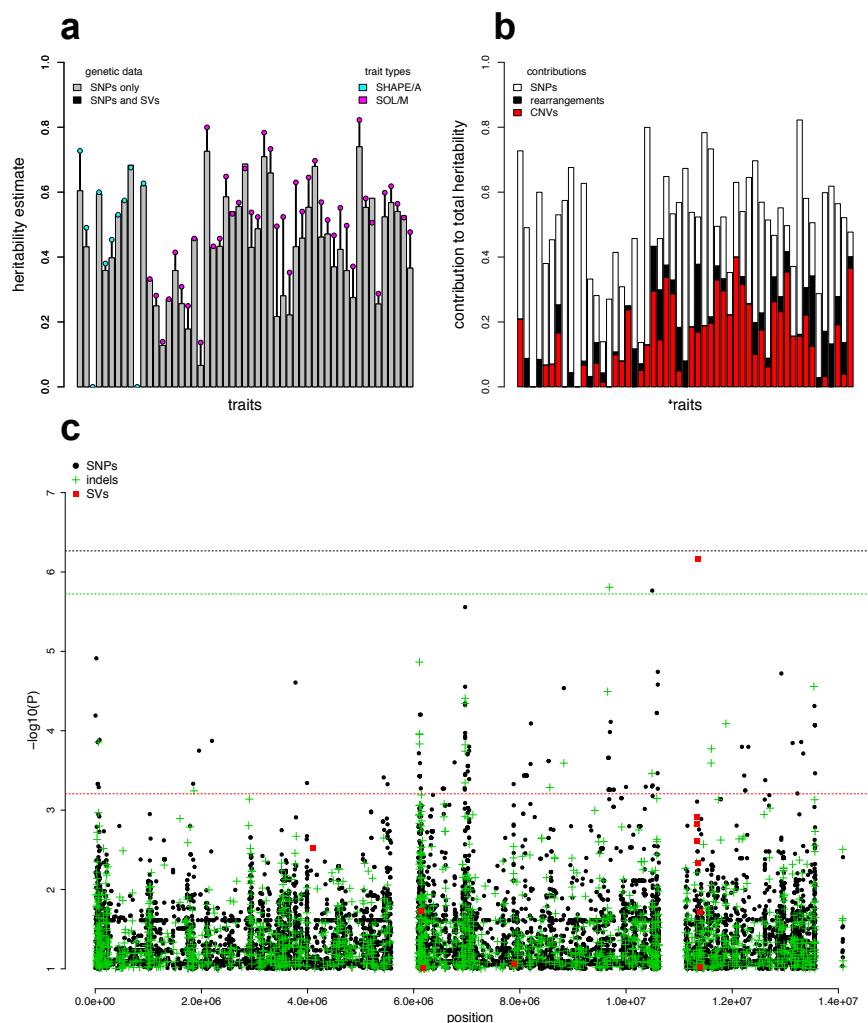 a
genetic data
SNPs only
SNPs and SVs
trait types
SHAPE/A
SOL/M
heritability estimate
0.0 0.2 0.4 0.6 0.8 1.0
traits
b
contributions
SNPs
rearrangements
CNVs
contribution to total heritability
0.0 0.2 0.4 0.6 0.8 1.0
+raits
c
SNPs
indels
SVs
−log10(P)
1 2 3 4 5 6 7
0.0e+00 2.0e+06 4.0e+06 6.0e+06 8.0e+06 1.0e+07 1.2e+07 1.4e+07
position